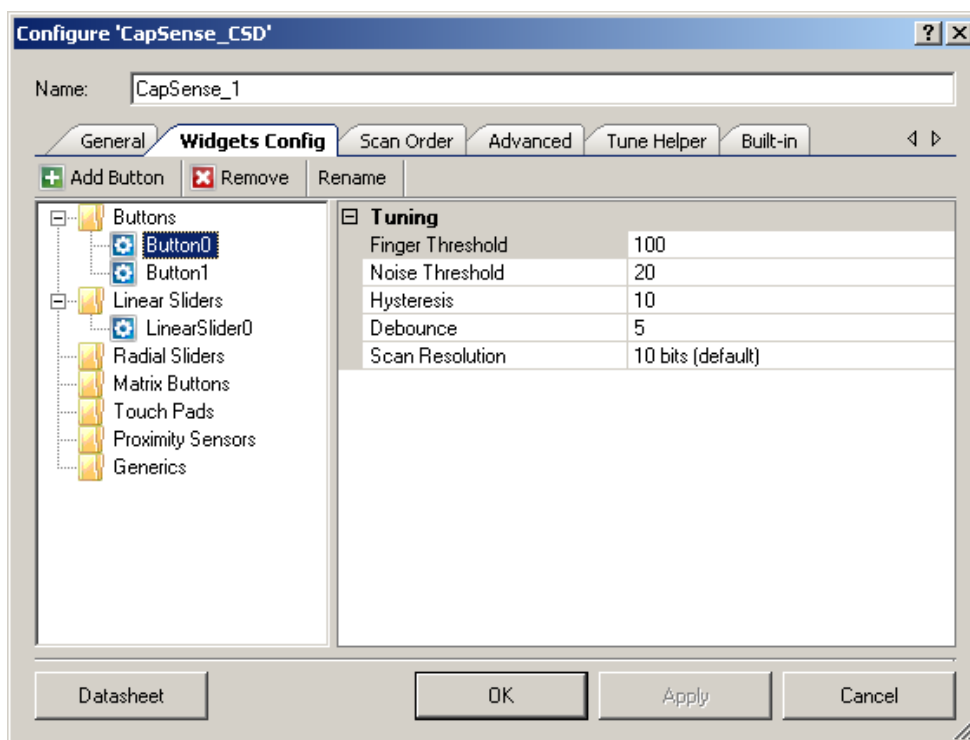 Configure 'CapSense_CSD'
Name: CapSense_1
General Widgets Config Scan Order Advanced Tune Helper Built-in
Add Button Remove Rename
Buttons
Button0
Button1
Linear Sliders
LinearSlider0
Radial Sliders
Matrix Buttons
Touch Pads
Proximity Sensors
Generics
Tuning
Finger Threshold 100
Noise Threshold 20
Hysteresis 10
Debounce 5
Scan Resolution 10 bits (default)
Datasheet OK Apply Cancel